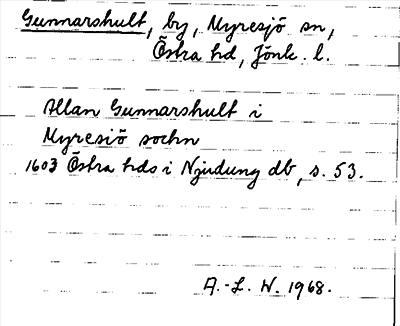 Gunnarshult, by, Myresjö sn,
Östra hd, Jönk. l.
Allan Gunnarshult i
Myresiö sochn
1603 Östra hds i Njudung db, s. 53.
A.-L. W. 1968.